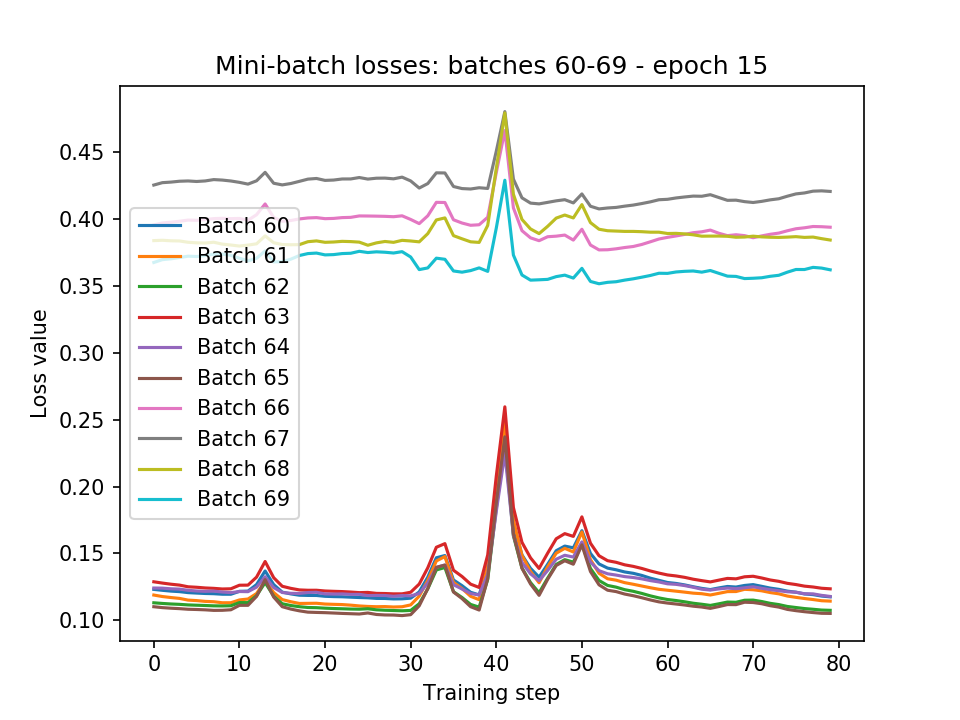 Mini-batch losses: batches 60-69 - epoch 15
Loss value
0.45
0.40
0.35
0.30
0.25
0.20
0.15
0.10
Batch 60
Batch 61
Batch 62
Batch 63
Batch 64
Batch 65
Batch 66
Batch 67
Batch 68
Batch 69
0 10 20 30 40 50 60 70 80
Training step